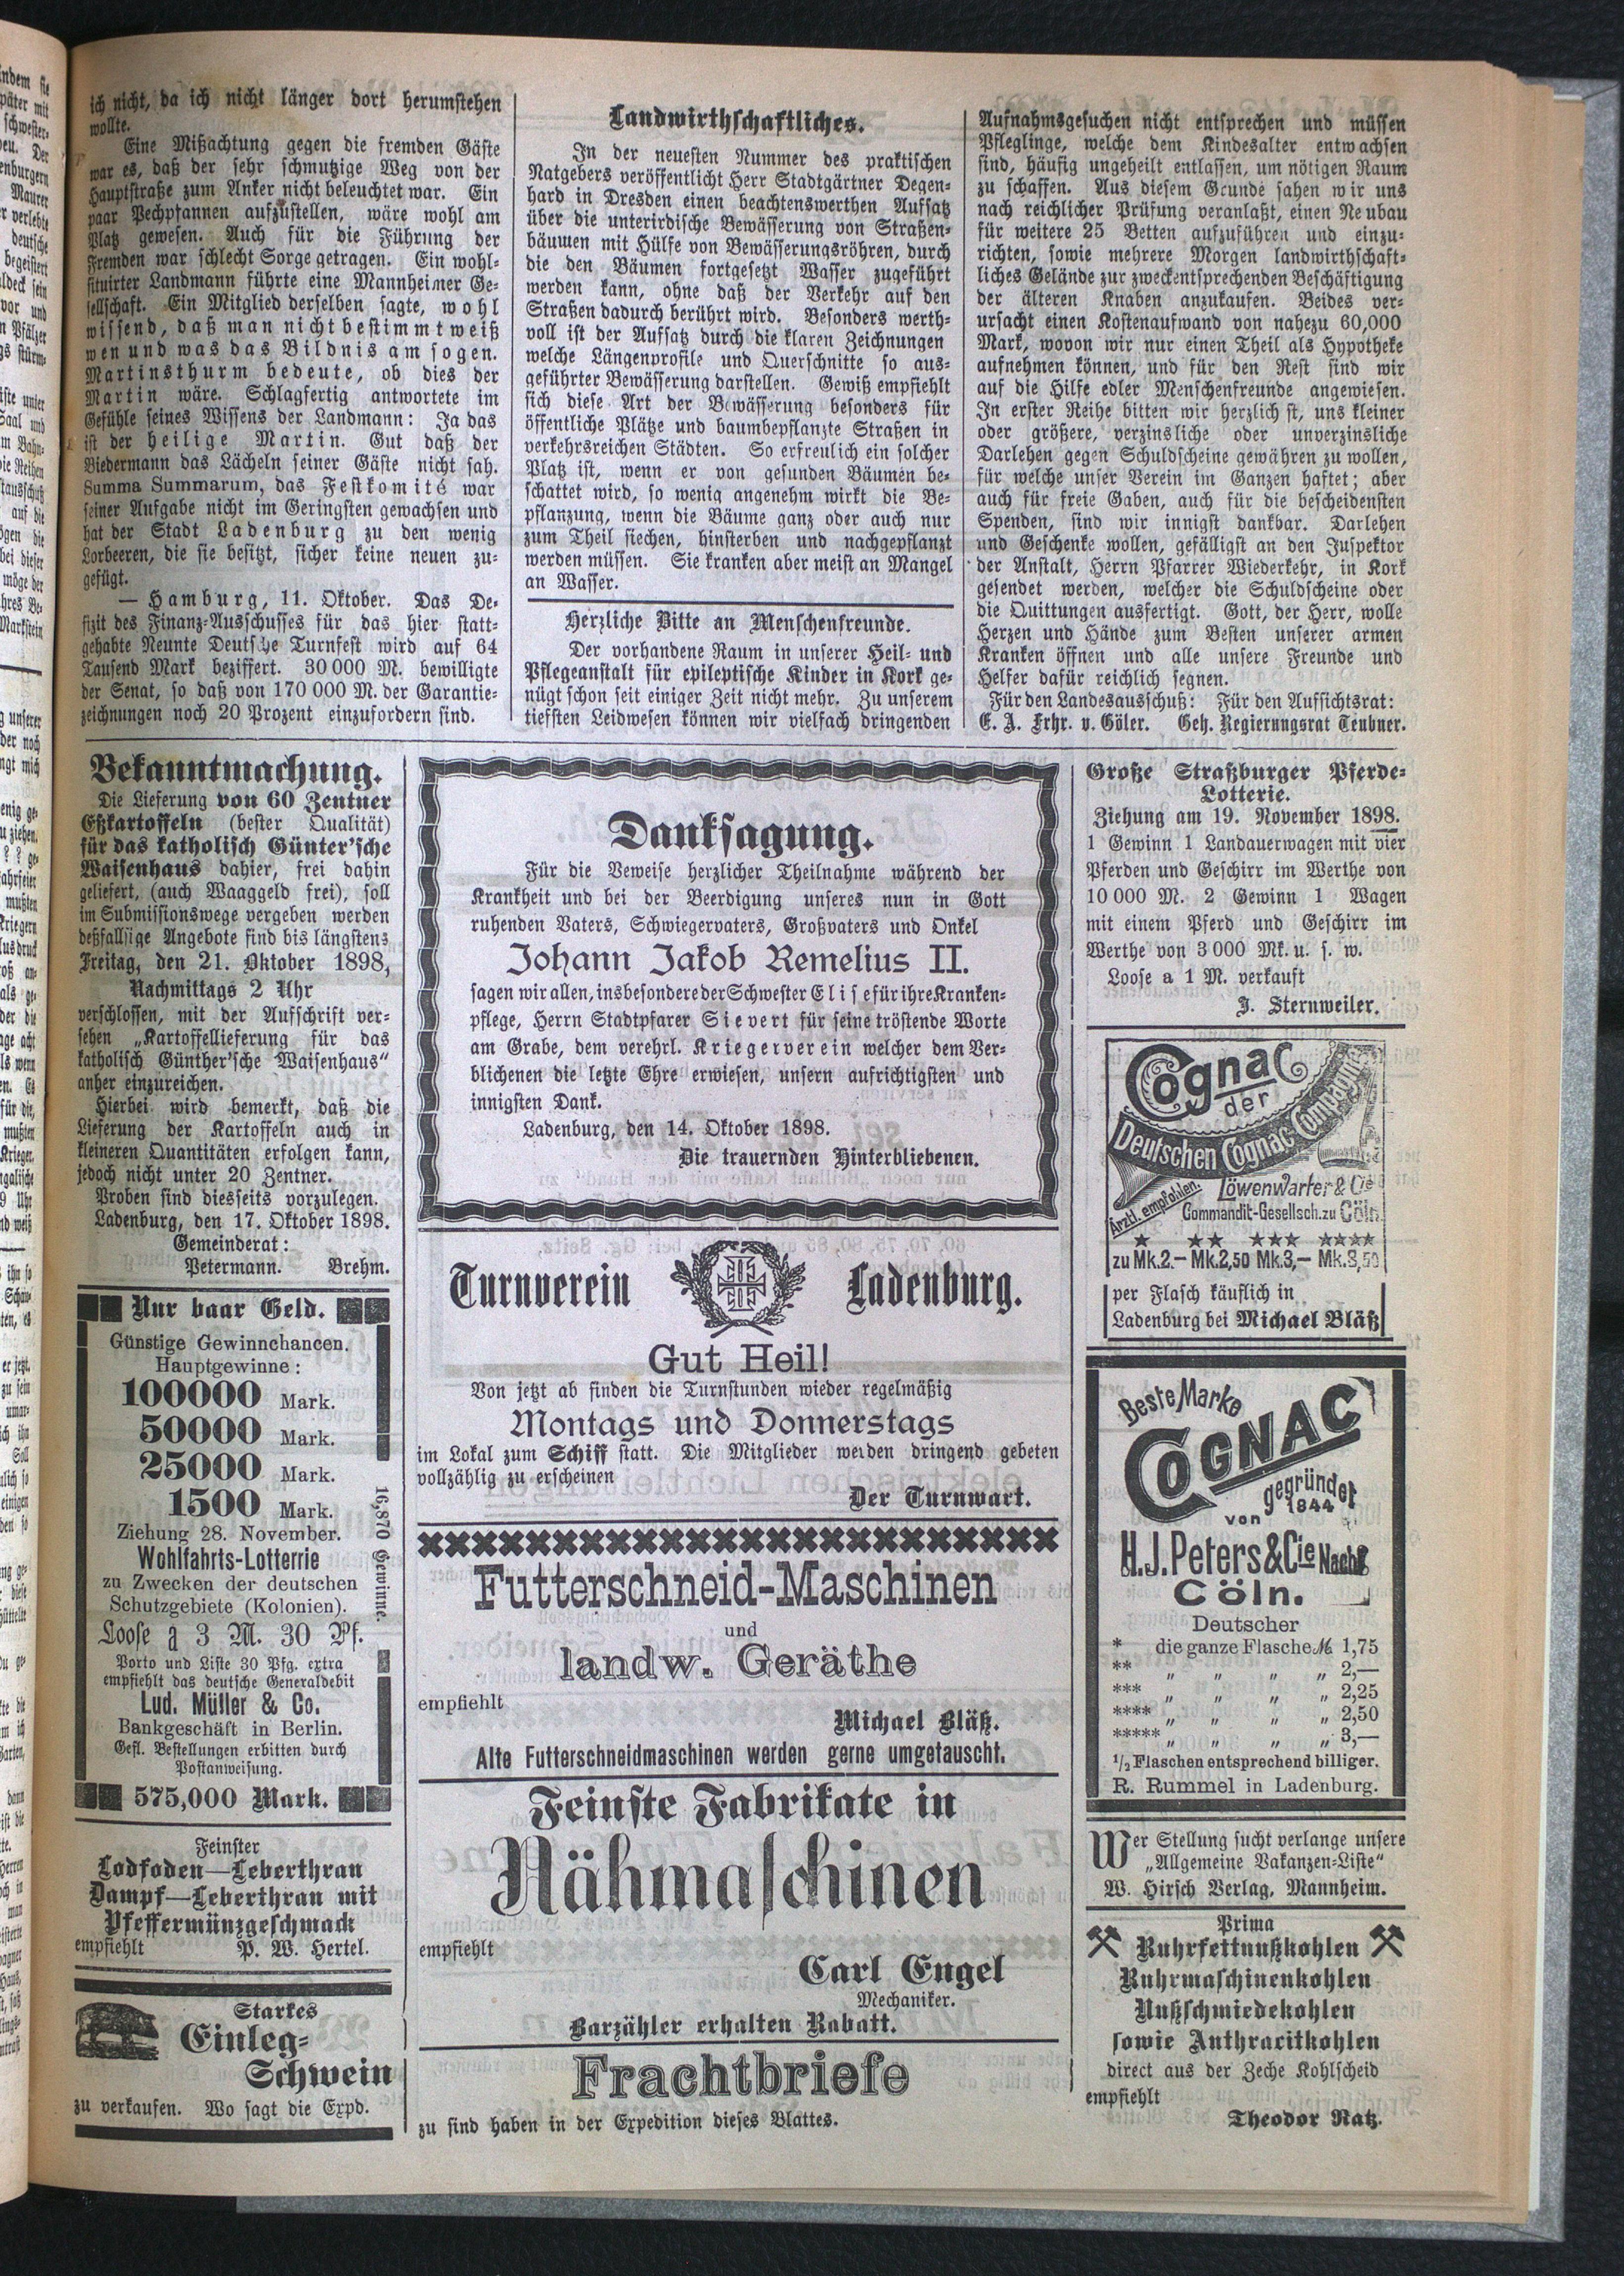 ich nicht, da ich nicht länger dort herumstehen
wollte.
Eine Mißachtung gegen die fremden Gäste
war es, daß der sehr schmutzige Weg von der
Hauptstraße zum Anker nicht beleuchtet war. Ein
paar Pechpfannen aufzustellen, wäre wohl am
Platz gewesen. Auch für die Führung der
Fremden war schlecht Sorge getragen. Ein wohl-
situirter Landmann führte eine Mannheimer Ge-
sellschaft. Ein Mitglied derselben sagte, wohl
wissend, daß man nicht bestimmt weiß
wen und was das Bildnis am sogen.
Martinsthurm bedeute, ob dies der
Martin wäre. Schlagfertig antwortete im
Gefühle seines Wissens der Landmann: Ja das
ist der heilige Martin. Gut daß der
Biedermann das Lächeln seiner Gäste nicht sah.
Summa Summarum, das Festkomité war
seiner Aufgabe nicht im Geringsten gewachsen und
hat der Stadt Ladenburg zu den wenig
Lorbeeren, die sie besitzt, sicher keine neuen zu-
gefügt.
— Hamburg, 11. Oktober. Das De-
fizit des Finanz-Ausschusses für das hier statt-
gehabte Neunte Deutsche Turnfest wird auf 64
Tausend Mark beziffert. 30 000 M. bewilligte
der Senat, so daß von 170 000 M. der Garantie-
zeichnungen noch 20 Prozent einzufordern sind.
Landwirthschaftliches.
In der neuesten Nummer des praktischen
Ratgebers veröffentlicht Herr Stadtgärtner Degen-
hard in Dresden einen beachtenswerthen Aufsatz
über die unterirdische Bewässerung von Straßen-
bäumen mit Hülfe von Bewässerungsröhren, durch
die den Bäumen fortgesetzt Wasser zugeführt
werden kann, ohne daß der Verkehr auf den
Straßen dadurch berührt wird. Besonders werth-
voll ist der Aufsatz durch die klaren Zeichnungen
welche Längenprofile und Querschnitte so aus-
geführter Bewässerung darstellen. Gewiß empfiehlt
sich diese Art der Bewässerung besonders für
öffentliche Plätze und baumbepflanzte Straßen in
verkehrsreichen Städten. So erfreulich ein solcher
Platz ist, wenn er von gesunden Bäumen be-
schattet wird, so wenig angenehm wirkt die Be-
pflanzung, wenn die Bäume ganz oder auch nur
zum Theil siechen, hinsterben und nachgepflanzt
werden müssen. Sie kranken aber meist an Mangel
an Wasser.
Herzliche Bitte an Menschenfreunde.
Der vorhandene Raum in unserer Heil- und
Pflegeanstalt für epileptische Kinder in Kork ge-
nügt schon seit einiger Zeit nicht mehr. Zu unserem
tiefsten Leidwesen können wir vielfach dringenden
Aufnahmsgesuchen nicht entsprechen und müssen
Pfleglinge, welche dem Kindesalter entwachsen
sind, häufig ungeheilt entlassen, um nötigen Raum
zu schaffen. Aus diesem Grunde sahen wir uns
nach reichlicher Prüfung veranlaßt, einen Neubau
für weitere 25 Betten aufzuführen und einzu-
richten, sowie mehrere Morgen landwirthschaft-
liches Gelände zur zweckentsprechenden Beschäftigung
der älteren Knaben anzukaufen. Beides ver-
ursacht einen Kostenaufwand von nahezu 60,000
Mark, wovon wir nur einen Theil als Hypotheke
aufnehmen können, und für den Rest sind wir
auf die Hilfe edler Menschenfreunde angewiesen.
In erster Reihe bitten wir herzlich st, uns kleiner
oder größere, verzinsliche oder unverzinsliche
Darlehen gegen Schuldscheine gewähren zu wollen,
für welche unser Verein im Ganzen haftet; aber
auch für freie Gaben, auch für die bescheidensten
Spenden, sind wir innigst dankbar. Darlehen
und Geschenke wollen, gefälligst an den Juspektor
der Anstalt, Herrn Pfarrer Wiederkehr, in Kork
gesendet werden, welcher die Schuldscheine oder
die Quittungen ausfertigt. Gott, der Herr, wolle
Herzen und Hände zum Besten unserer armen
Kranken öffnen und alle unsere Freunde und
Helfer dafür reichlich segnen.
Für den Landesausschuß: Für den Aufsichtsrat:
E. A. Frhr. v. Göler. Geh. Regierungsrat Teubner.
Bekanntmachung.
Die Lieferung von 60 Zentner
Eßkartoffeln (bester Qualität)
für das katholisch Günter'sche
Waisenhaus dahier, frei dahin
geliefert, (auch Waaggeld frei), soll
im Submissionswege vergeben werden
deßfallsige Angebote sind bis längstens
Freitag, den 21. Oktober 1898,
Nachmittags 2 Uhr
verschlossen, mit der Aufschrift ver-
sehen „Kartoffellieferung für das
katholisch Günther'sche Waisenhaus“
anher einzureichen.
Hierbei wird bemerkt, daß die
Lieferung der Kartoffeln auch in
kleineren Quantitäten erfolgen kann,
jedoch nicht unter 20 Zentner.
Proben sind diesseits vorzulegen.
Ladenburg, den 17. Oktober 1898.
Gemeinderat:
Petermann. Brehm.
Nur baar Geld.
Günstige Gewinnchancen.
Hauptgewinne:
100000 Mark.
50000 Mark.
25000 Mark.
1500 Mark.
Ziehung 28. November.
Wohlfahrts-Lotterrie
zu Zwecken der deutschen
Schutzgebiete (Kolonien).
Loose a 3 M. 30 Pf.
Porto und Liste 30 Pfg. extra
empfiehlt das deutsche Generaldebit
Lud. Müller & Co.
Bankgeschäft in Berlin.
Gefl. Bestellungen erbitten durch
Postanweisung.
16,870 Gewinne.
575,000 Mark.
Feinster
Lodfoden—Leberthran
Dampf—Leberthran mit
Pfeffermünzgeschmack
empfiehlt P. W. Hertel.
Starkes
Einleg-
Schwein
zu verkaufen. Wo sagt die Expd.
Danksagung.
Für die Beweise herzlicher Theilnahme während der
Krankheit und bei der Beerdigung unseres nun in Gott
ruhenden Vaters, Schwiegervaters, Großvaters und Onkel
Johann Jakob Remelius II.
sagen wir allen, insbesondere der Schwester Elise für ihre Kranken-
pflege, Herrn Stadtpfarer Sievert für seine tröstende Worte
am Grabe, dem verehrl. Kriegerverein welcher dem Ver-
blichenen die letzte Ehre erwiesen, unsern aufrichtigsten und
innigsten Dank.
Ladenburg, den 14. Oktober 1898.
Die trauernden Hinterbliebenen.
Turnverein Ladenburg.
Gut Heil!
Von jetzt ab finden die Turnstunden wieder regelmäßig
Montags und Donnerstags
im Lokal zum Schiff statt. Die Mitglieder werden dringend gebeten
vollzählig zu erscheinen
Der Turnwart.
Futterschneid-Maschinen
und
landw. Geräthe
empfiehlt
Michael Bläß.
Alte Futterschneidmaschinen werden gerne umgetauscht.
Feinste Fabrikate in
Nähmaschinen
empfiehlt
Carl Engel
Mechaniker.
Barzähler erhalten Rabatt.
Frachtbriefe
zu sind haben in der Expedition dieses Blattes.
Große Straßburger Pferde-
Lotterie.
Ziehung am 19. November 1898.
1 Gewinn 1 Landauerwagen mit vier
Pferden und Geschirr im Werthe von
10 000 M. 2 Gewinn 1 Wagen
mit einem Pferd und Geschirr im
Werthe von 3 000 Mk. u. s. w.
Loose a 1 M. verkauft
J. Sternweiler.
Cognac
der
Deutschen Cognac Compagnie
Löwenwarter & Cie
Ärztl. empfohlen.
Commandit-Gesellsch. zu Cöln
★ ★★ ★★★ ★★★★
zu Mk.2.— Mk.2,50 Mk.3,— Mk.3,50
per Flasch käuflich in
Ladenburg bei Michael Bläß
Beste Marke
COGNAC
gegründet
1844
von
H. J. Peters & Cie Nachf.
Cöln.
Deutscher
* die ganze Flasche M 1,75
** „ „ „ „ 2,—
*** „ „ „ „ 2,25
**** „ „ „ „ 2,50
***** „ „ „ „ 3,—
1/2 Flaschen entsprechend billiger.
R. Rummel in Ladenburg.
Wer Stellung sucht verlange unsere
„Allgemeine Vakanzen-Liste“
W. Hirsch Verlag, Mannheim.
Prima
Ruhrfettnußkohlen
Ruhrmaschinenkohlen
Nußschmiedekohlen
sowie Anthracitkohlen
direct aus der Zeche Kohlscheid
empfiehlt
Theodor Ratz.